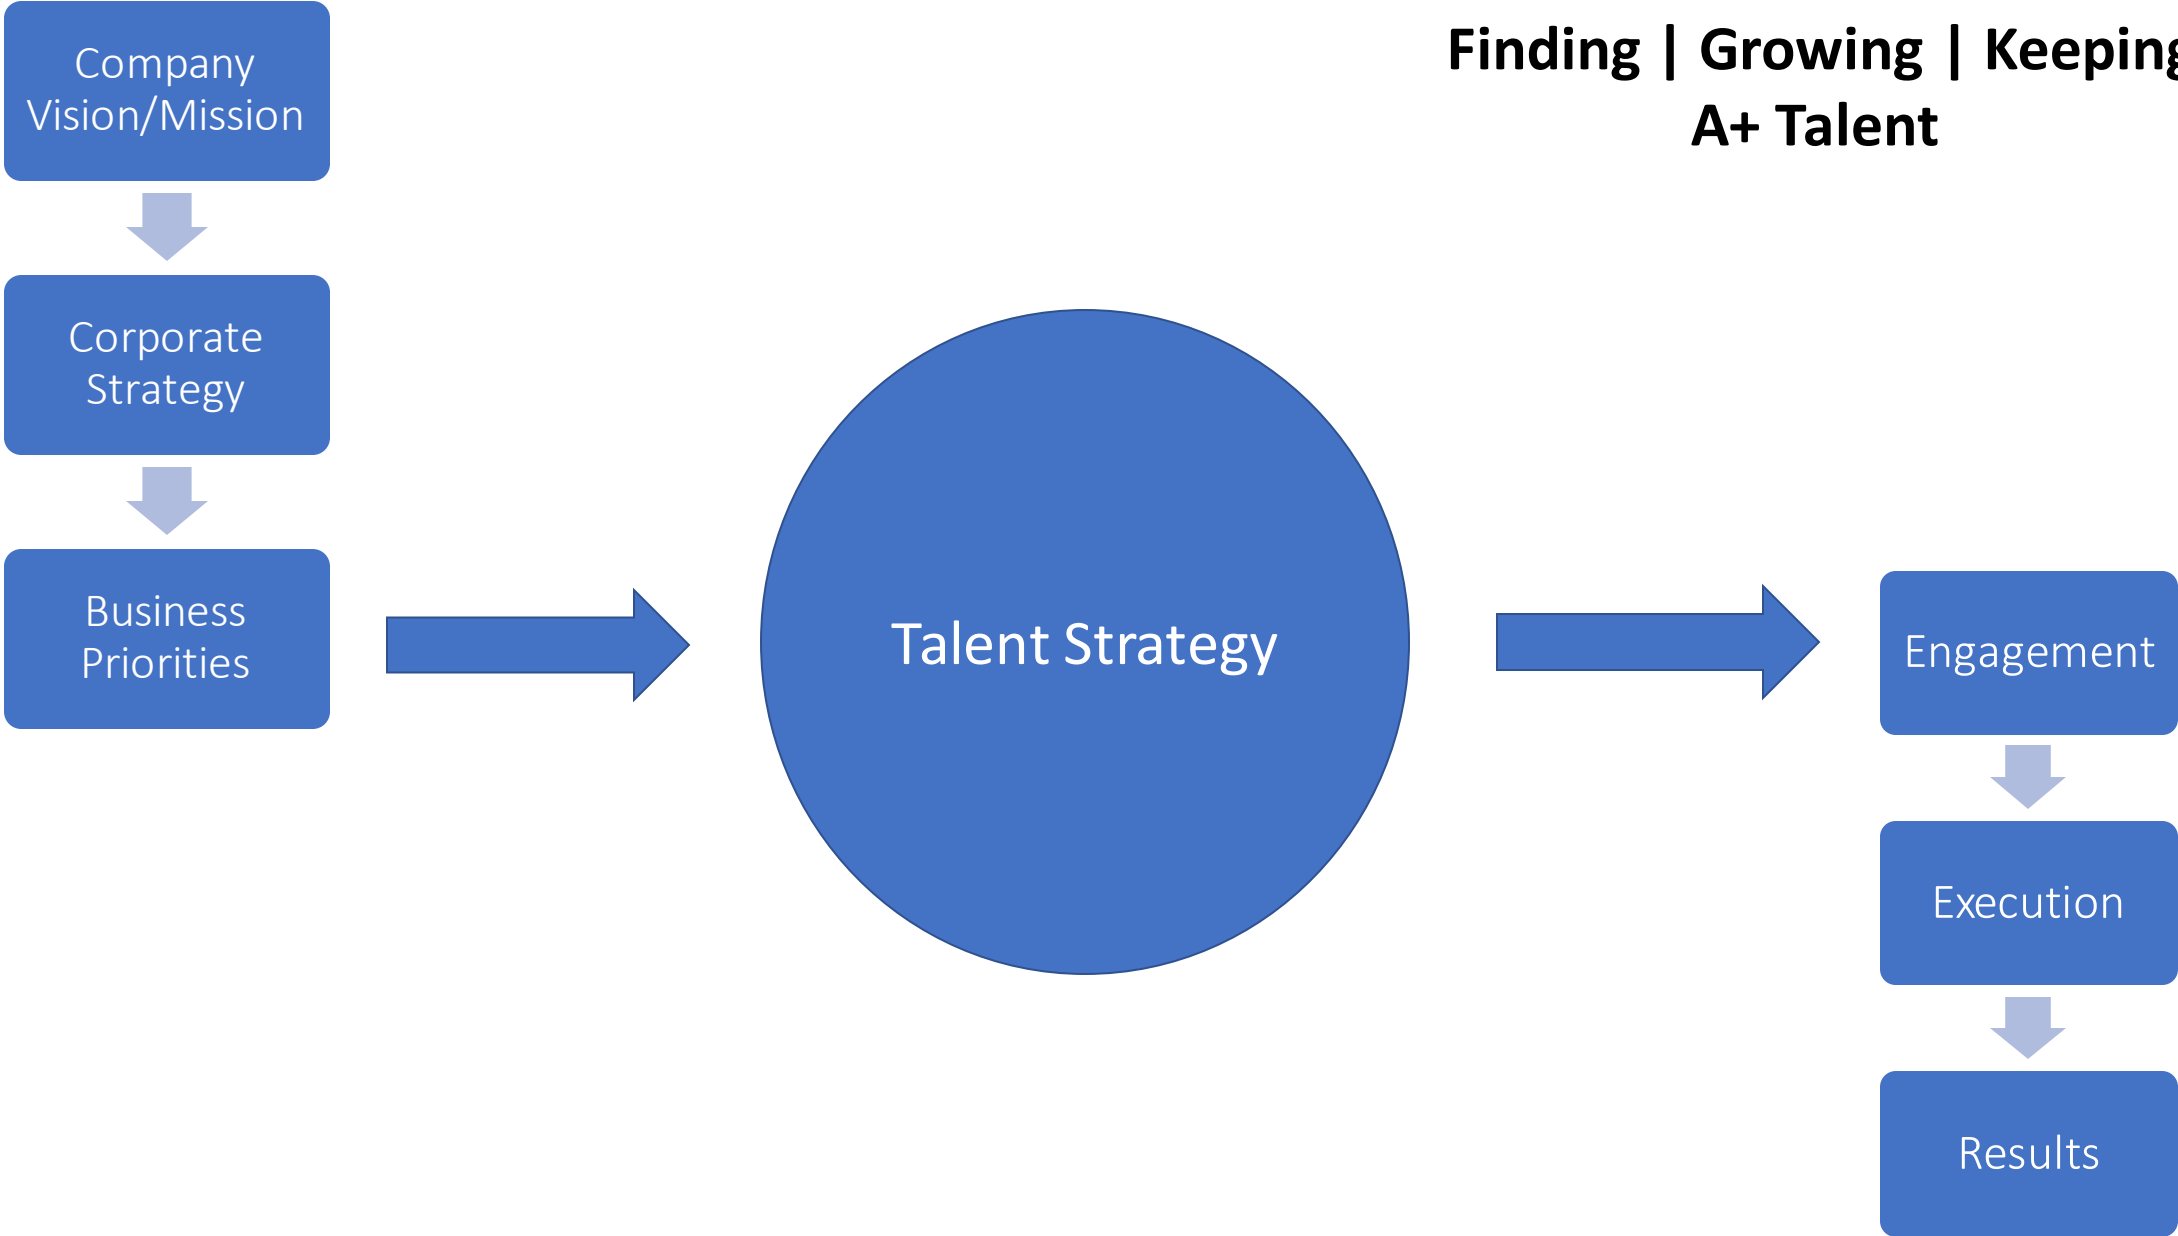 Company
Vision/Mission
Corporate
Strategy
Business
Priorities
Talent Strategy
Finding | Growing | Keeping
A+ Talent
Engagement
Execution
Results